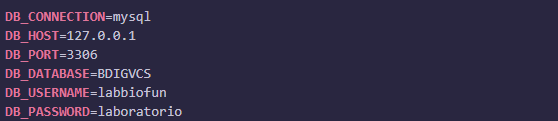 DB_CONNECTION=mysql
DB_HOST=127.0.0.1
DB_PORT=3306
DB_DATABASE=BDIGVCS
DB_USERNAME=labbiofun
DB_PASSWORD=laboratorio